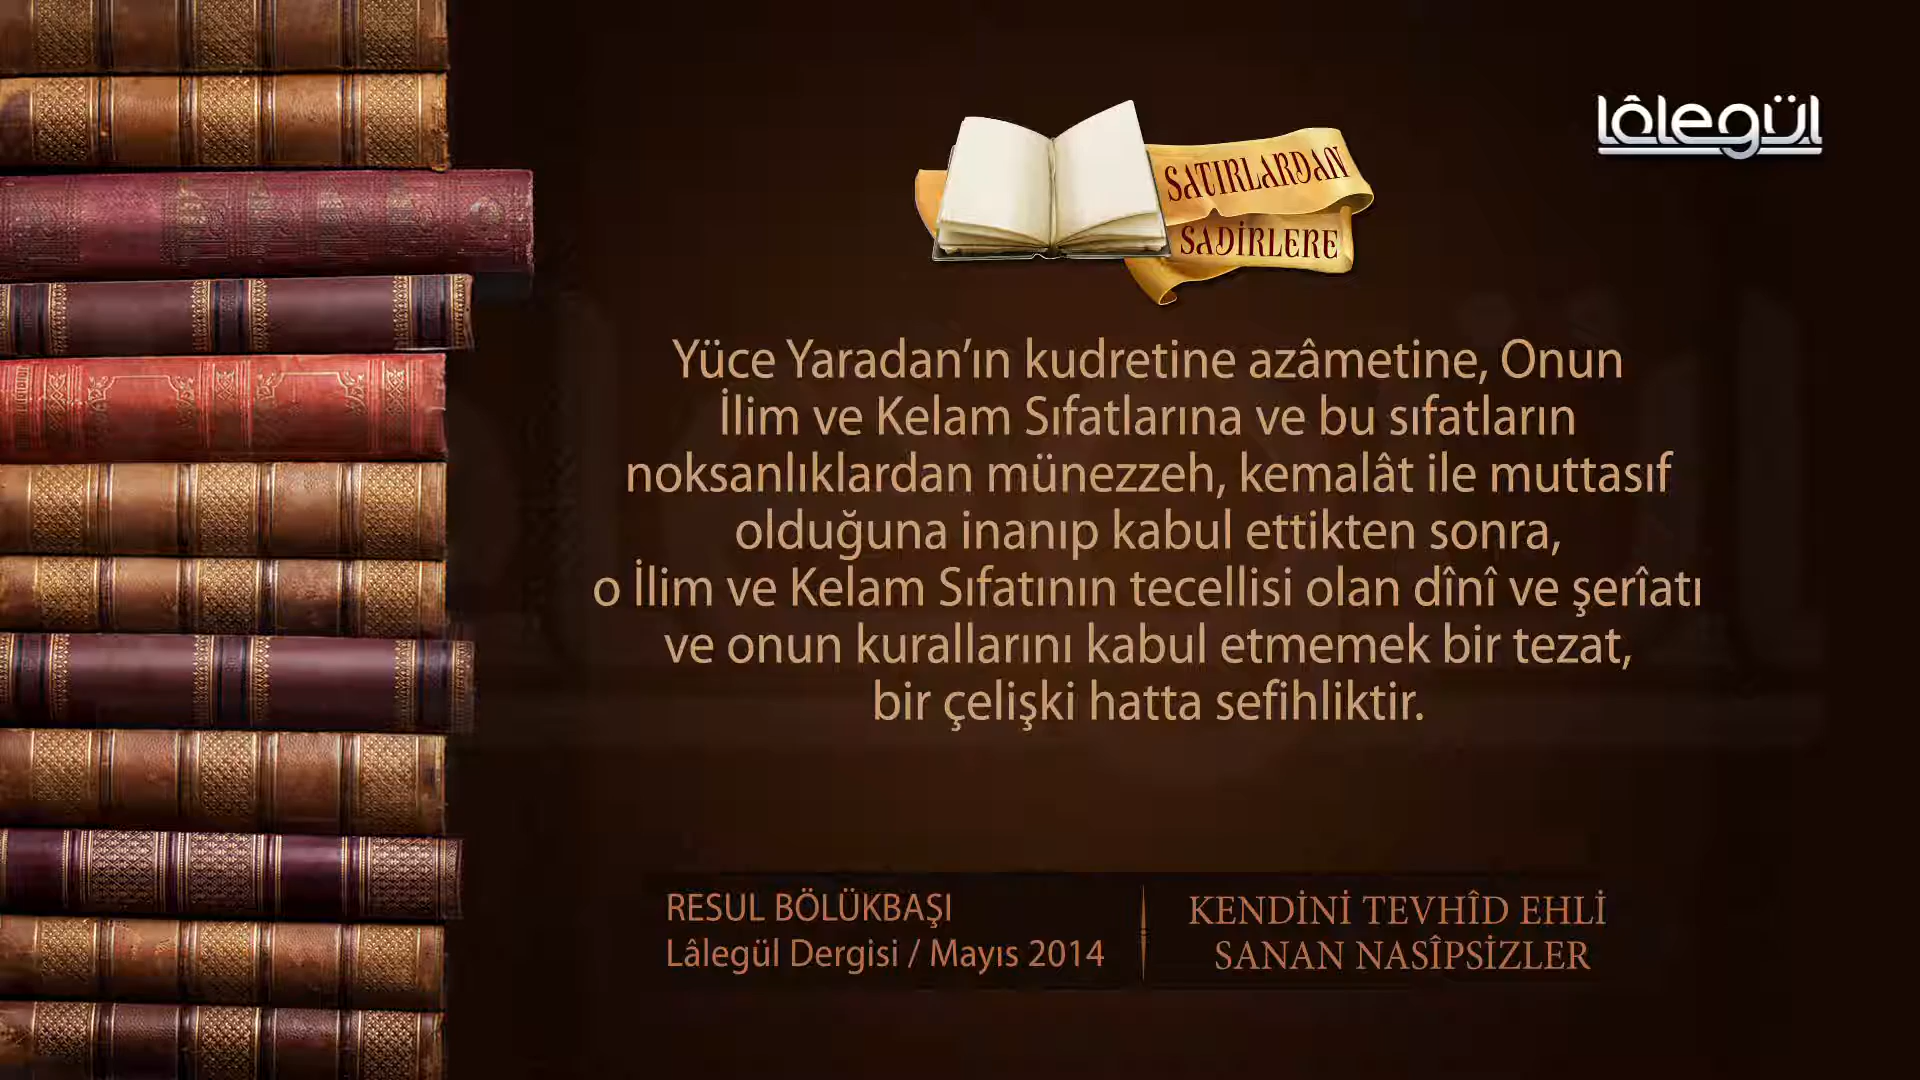 lâlegül
SATIRLARDAN
SADIRLERE
Yüce Yaradan’ın kudretine azâmetine, Onun
İlim ve Kelam Sıfatlarına ve bu sıfatların
noksanlıklardan münezzeh, kemalât ile muttasıf
olduğuna inanıp kabul ettikten sonra,
o İlim ve Kelam Sıfatının tecellisi olan dînî ve şerîatı
ve onun kurallarını kabul etmemek bir tezat,
bir çelişki hatta sefihliktir.
RESUL BÖLÜKBAŞI
Lâlegül Dergisi / Mayıs 2014
KENDİNİ TEVHÎD EHLİ
SANAN NASÎPSİZLER